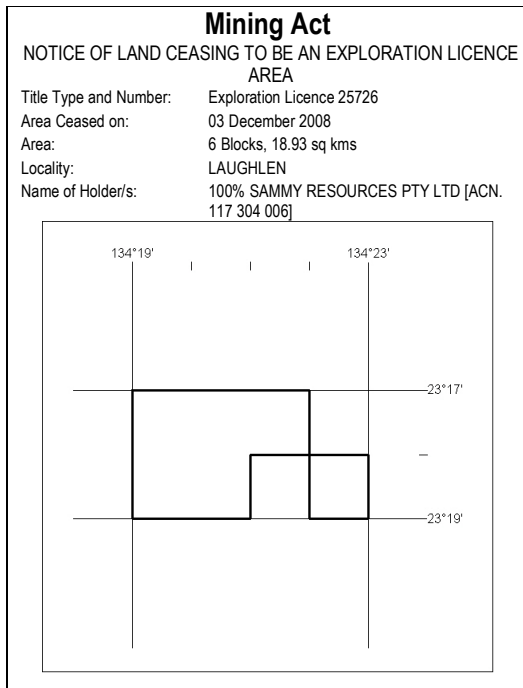 Mining Act
NOTICE OF LAND CEASING TO BE AN EXPLORATION LICENCE
AREA
Title Type and Number: Exploration Licence 25726
Area Ceased on: 03 December 2008
Area: 6 Blocks, 18.93 sq kms
Locality: LAUGHLEN
Name of Holder/s: 100% SAMMY RESOURCES PTY LTD [ACN.
117 304 006]
134°19' 134°23'
23°17'
23°19'